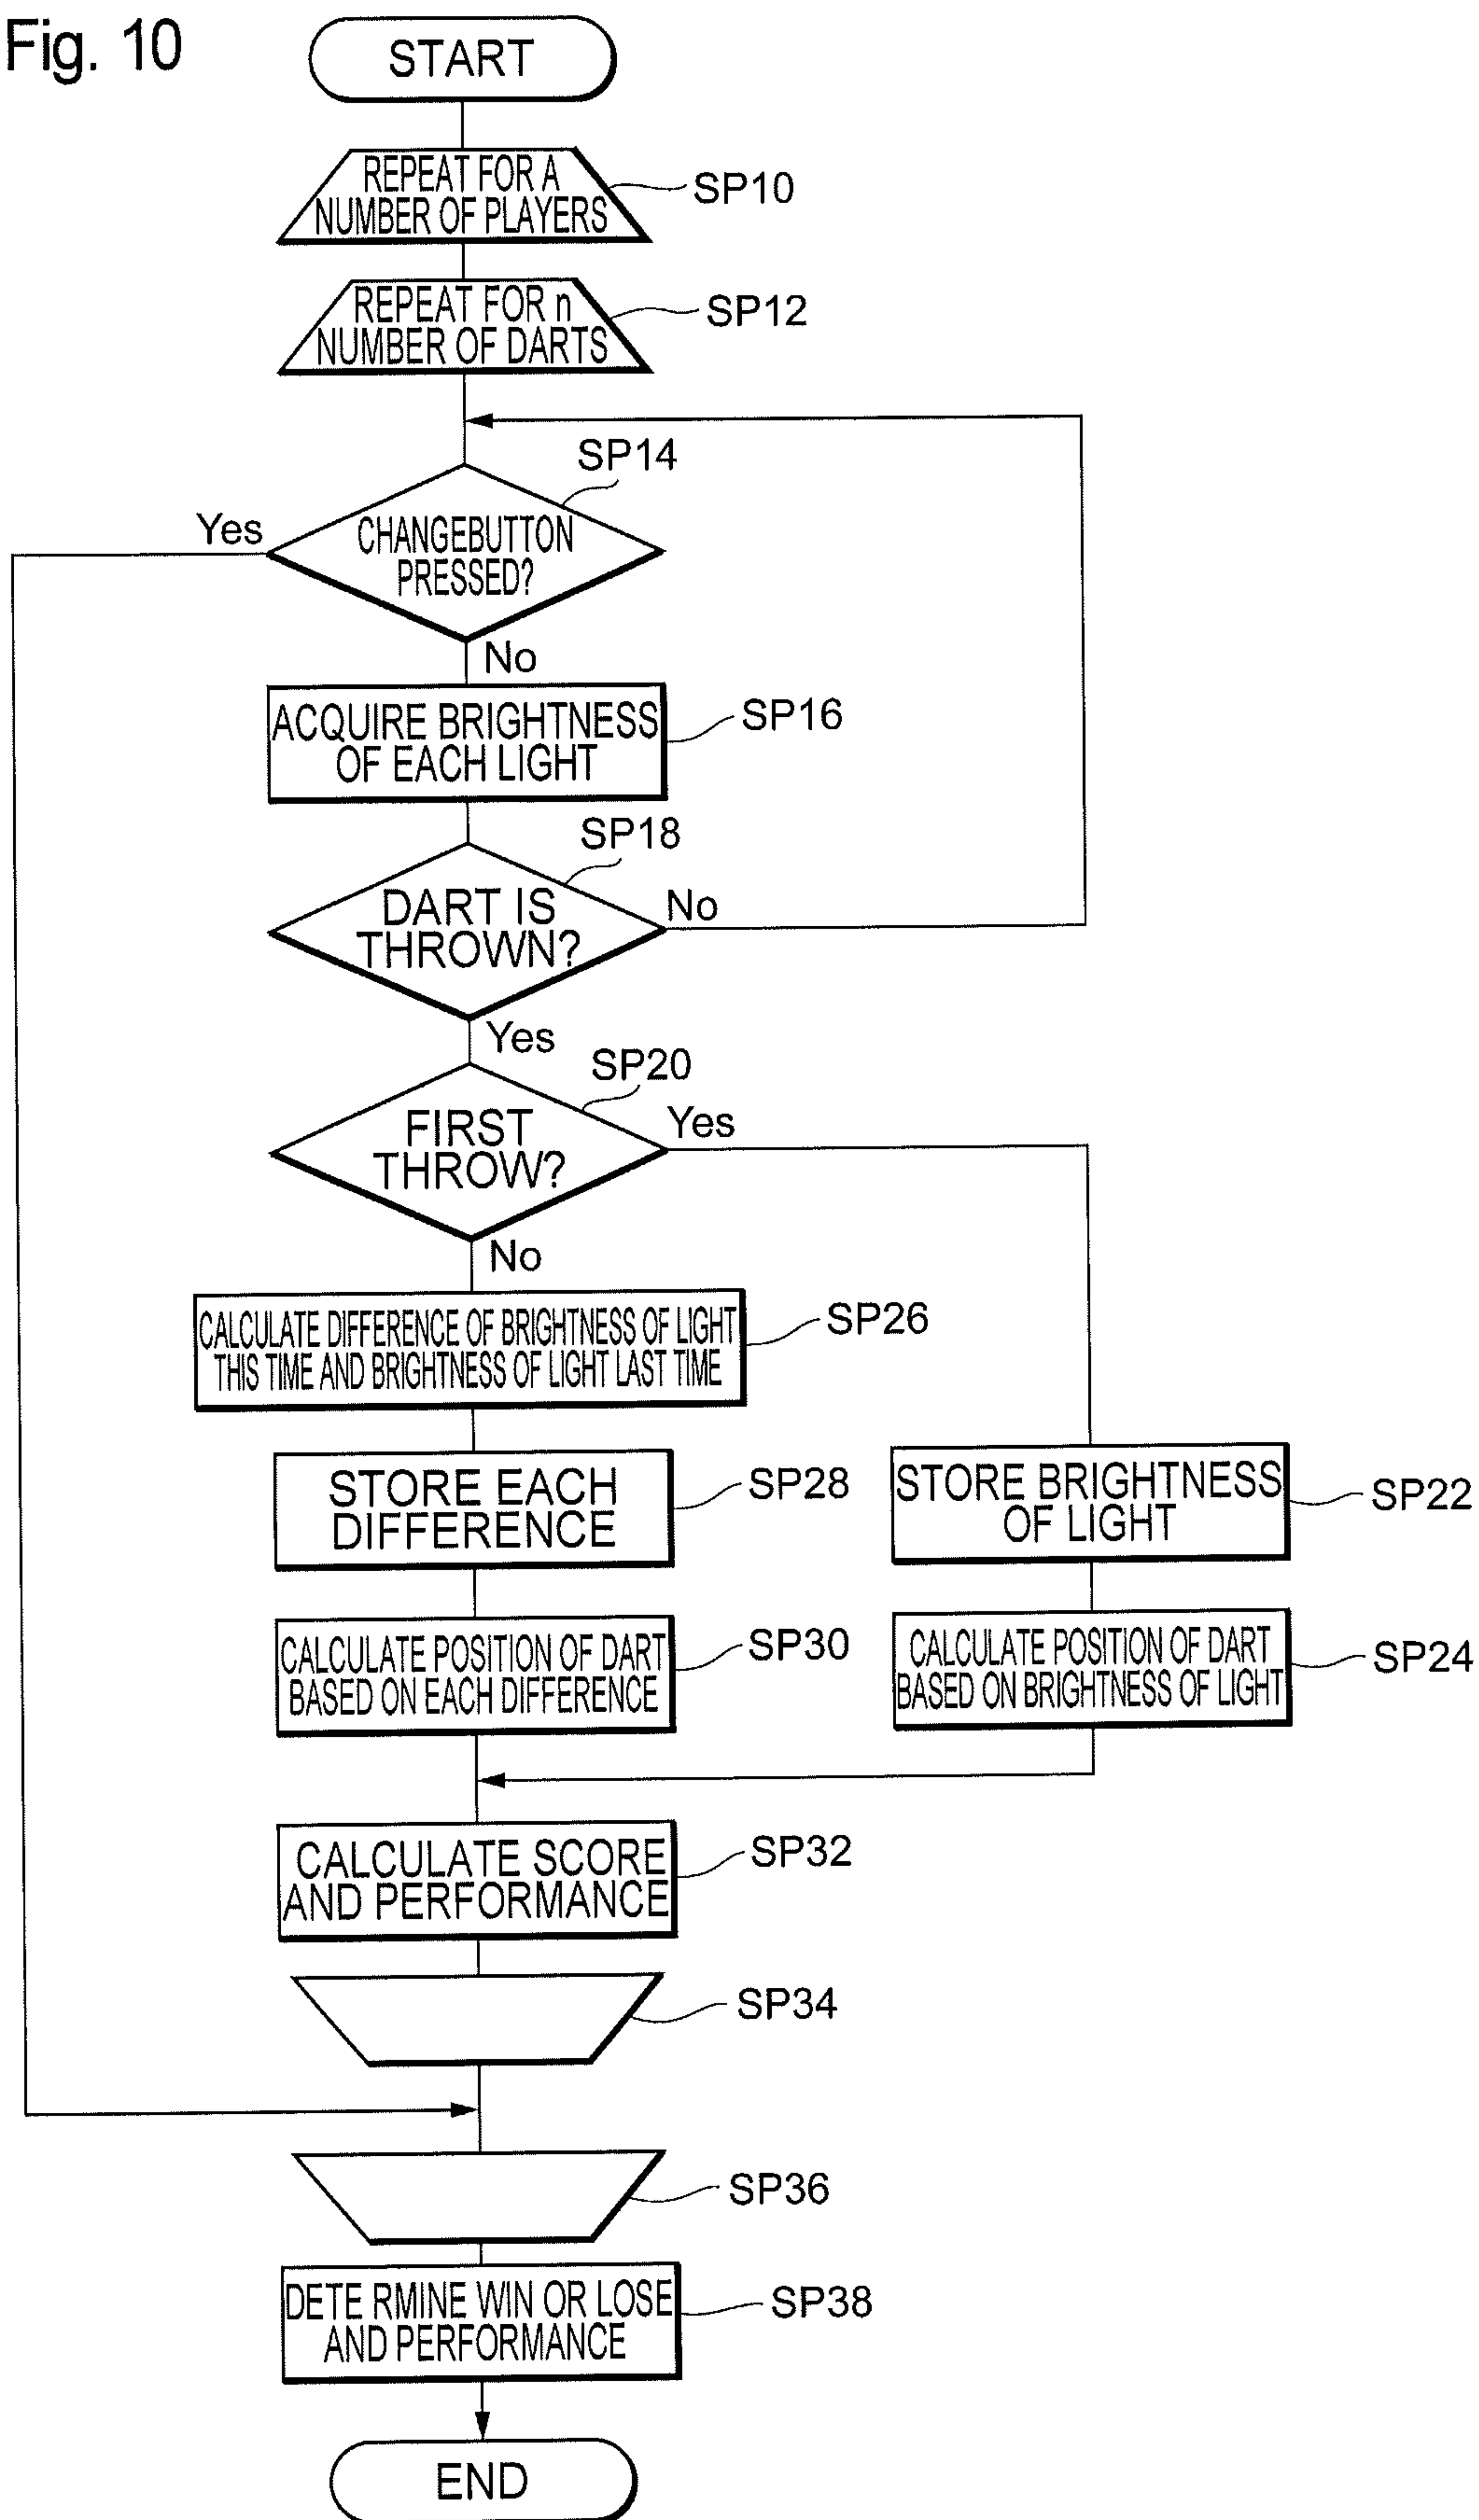 Fig. 10
START
REPEAT FOR A
NUMBER OF PLAYERS
SP10
REPEAT FOR n
NUMBER OF DARTS
SP12
SP14
Yes
CHANGEBUTTON
PRESSED?
No
ACQUIRE BRIGHTNESS
OF EACH LIGHT
SP16
SP18
DART IS
THROWN?
No
Yes
SP20
FIRST
THROW?
Yes
No
CALCULATE DIFFERENCE OF BRIGHTNESS OF LIGHT
THIS TIME AND BRIGHTNESS OF LIGHT LAST TIME
SP26
STORE EACH
DIFFERENCE
SP28
STORE BRIGHTNESS
OF LIGHT
SP22
CALCULATE POSITION OF DART
BASED ON EACH DIFFERENCE
SP30
CALCULATE POSITION OF DART
BASED ON BRIGHTNESS OF LIGHT
SP24
CALCULATE SCORE
AND PERFORMANCE
SP32
SP34
SP36
DETE RMINE WIN OR LOSE
AND PERFORMANCE
SP38
END